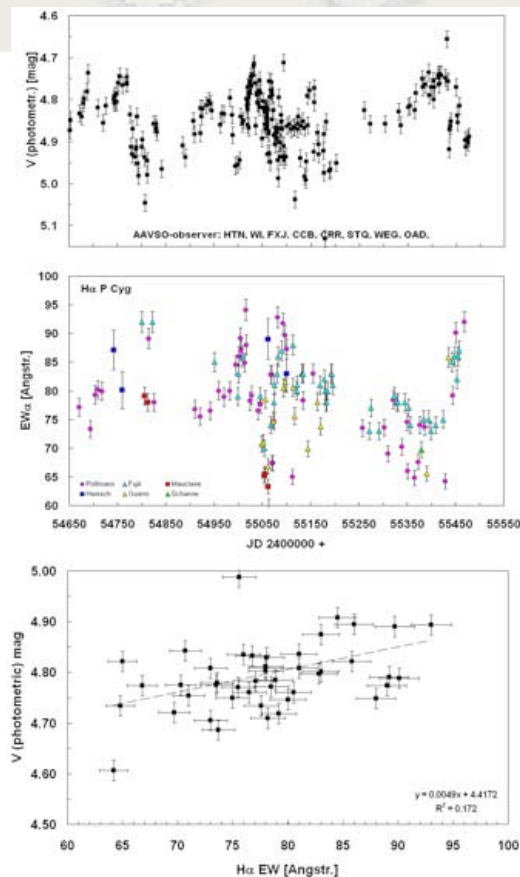 4.6
4.7
4.8
4.9
5.0
5.1
V (photometr.) [mag]
AAVSO-observer: HTN, WI, FXJ, CCB, CRR, STQ, WEG, OAD,
100
95
90
85
80
75
70
65
60
EWα [Angstr.]
Hα P Cyg
Pollmann Fujii Mauclaire
Hanisch Guarro Schanne
54650 54750 54850 54950 55050 55150 55250 55350 55450 55550
JD 2400000 +
5.00
4.90
4.80
4.70
4.60
4.50
V (photometric) mag
y = 0.0049x + 4.4172
R² = 0.172
60 65 70 75 80 85 90 95 100
Hα EW [Angstr.]